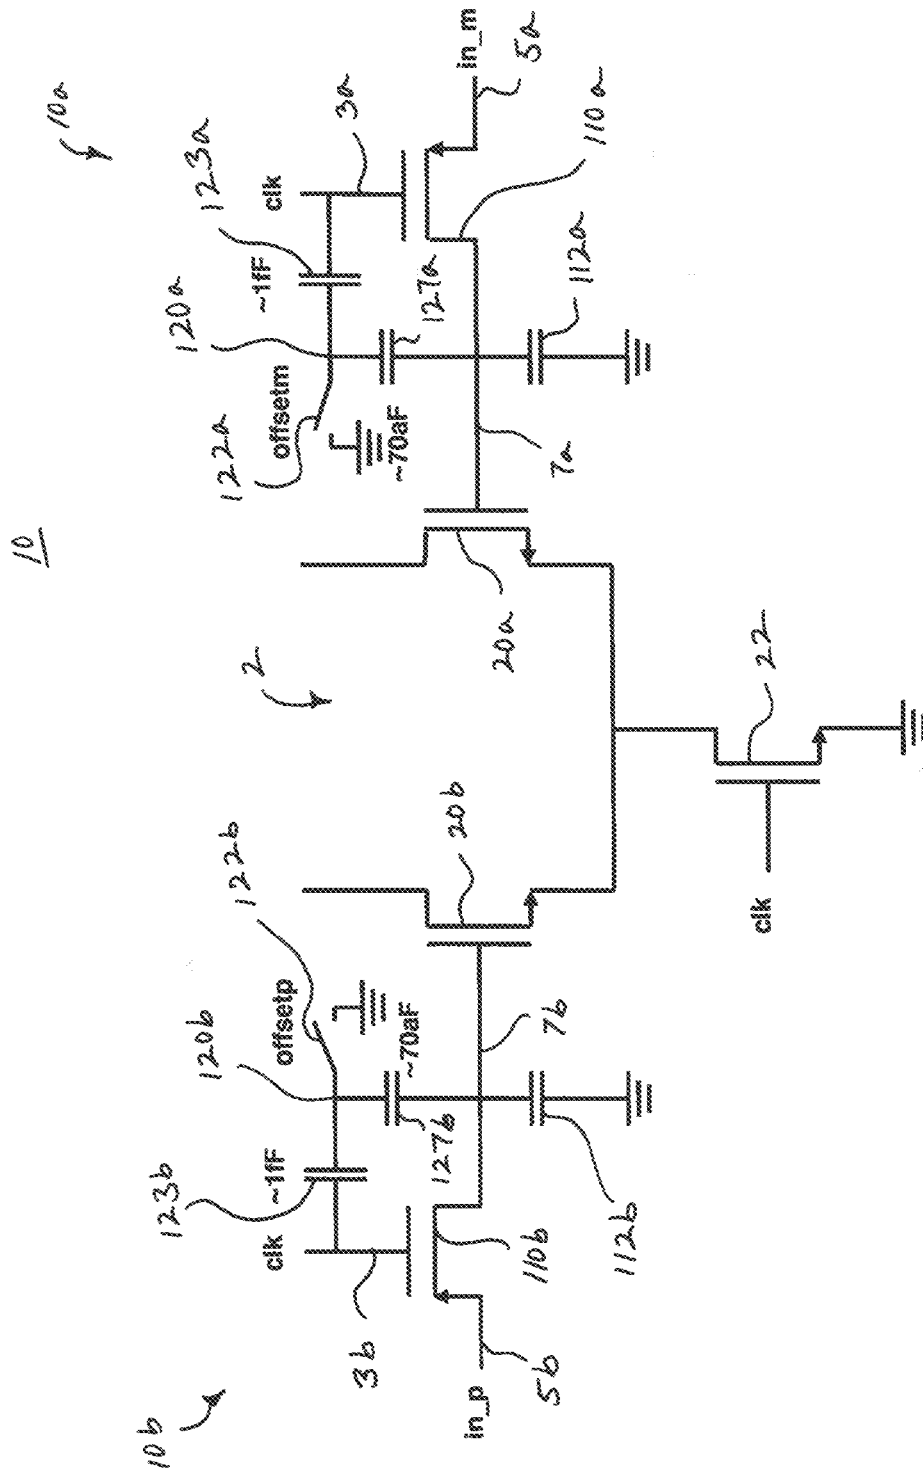 10
10b
10a
3b
clk
123b
~1fF
120b
offsetp
122b
2
122a
offsetm
120a
~1fF
123a
clk
3a
in_p
5b
110b
127b
~70aF
112b
7b
20b
20a
~70aF
127a
7a
112a
110a
in_m
5a
clk
22